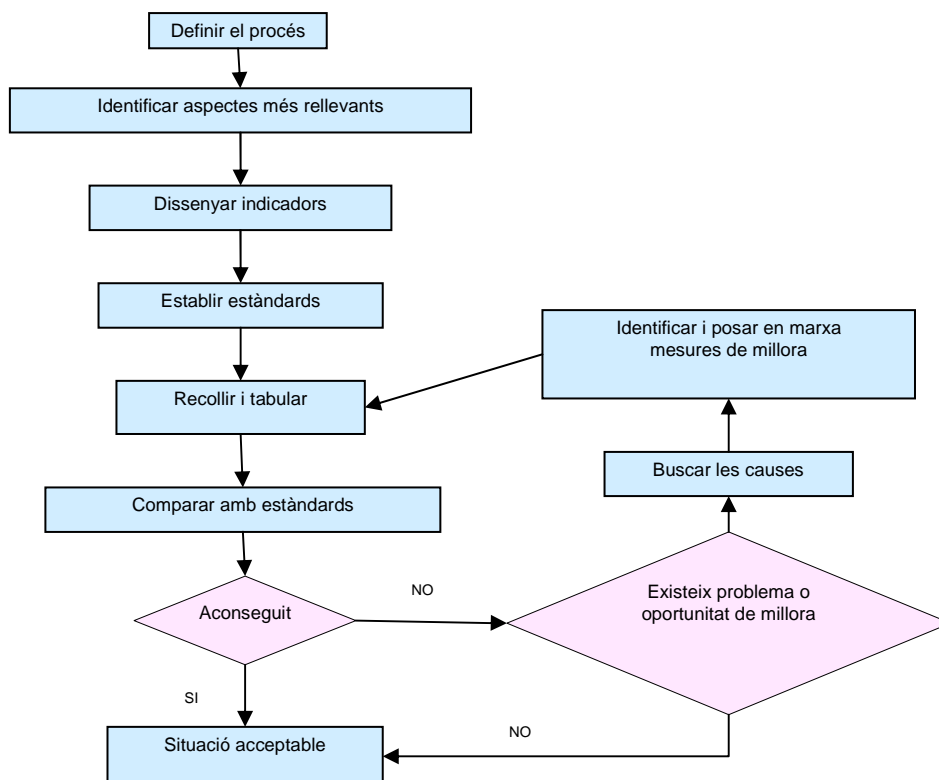 Definir el procés
Identificar aspectes més rellevants
Dissenyar indicadors
Establir estàndards
Identificar i posar en marxa
mesures de millora
Recollir i tabular
Buscar les causes
Comparar amb estàndards
Aconseguit
NO
Existeix problema o
oportunitat de millora
SI
NO
Situació acceptable